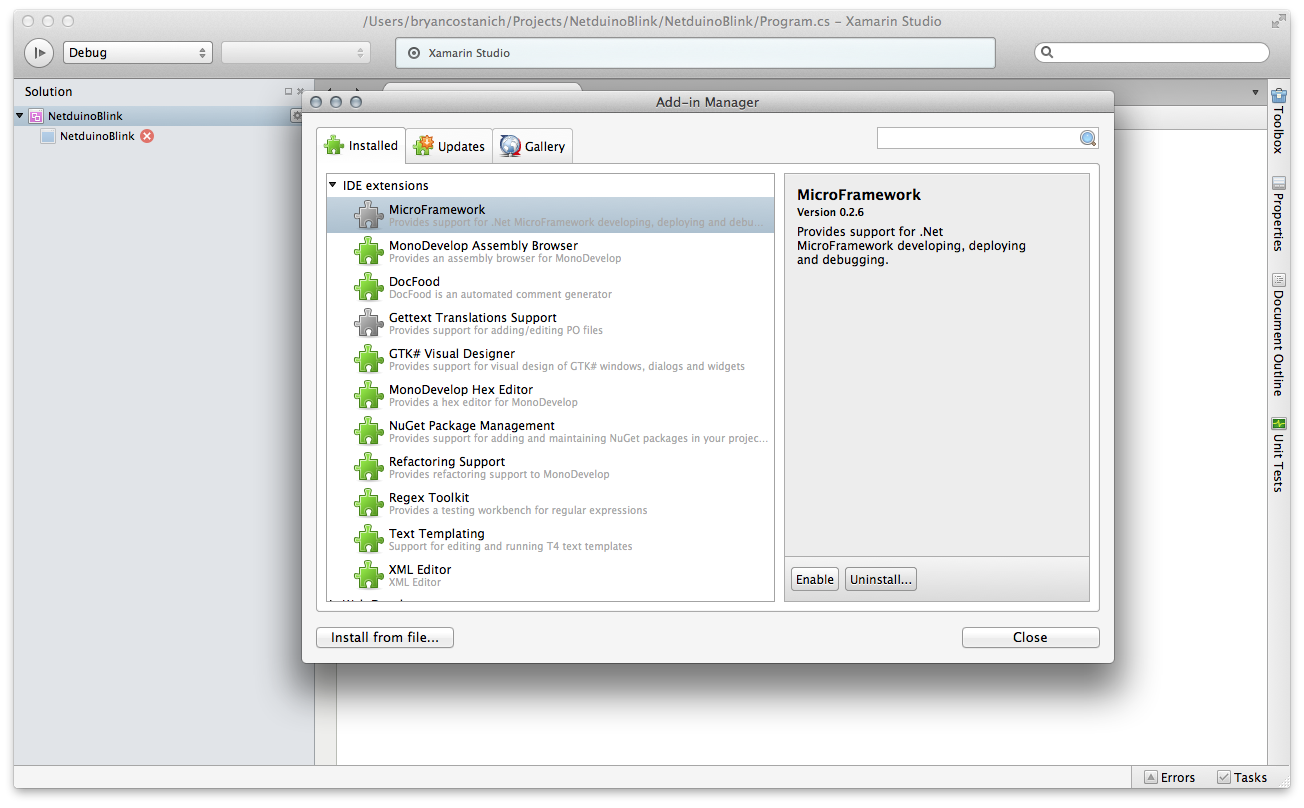 /Users/bryancostanich/Projects/NetduinoBlink/NetduinoBlink/Program.cs – Xamarin Studio
Debug
Xamarin Studio
Solution
NetduinoBlink
NetduinoBlink
Add-in Manager
Installed
Updates
Gallery
IDE extensions
MicroFramework
Provides support for .Net MicroFramework developing, deploying and debu...
MonoDevelop Assembly Browser
Provides an assembly browser for MonoDevelop
DocFood
DocFood is an automated comment generator
Gettext Translations Support
Provides support for adding/editing PO files
GTK# Visual Designer
Provides support for visual design of GTK# windows, dialogs and widgets
MonoDevelop Hex Editor
Provides a hex editor for MonoDevelop
NuGet Package Management
Provides support for adding and maintaining NuGet packages in your projec...
Refactoring Support
Provides refactoring support to MonoDevelop
Regex Toolkit
Provides a testing workbench for regular expressions
Text Templating
Support for editing and running T4 text templates
XML Editor
XML Editor
MicroFramework
Version 0.2.6
Provides support for .Net
MicroFramework developing, deploying
and debugging.
Enable
Uninstall...
Install from file...
Close
Toolbox
Properties
Document Outline
Unit Tests
Errors
Tasks